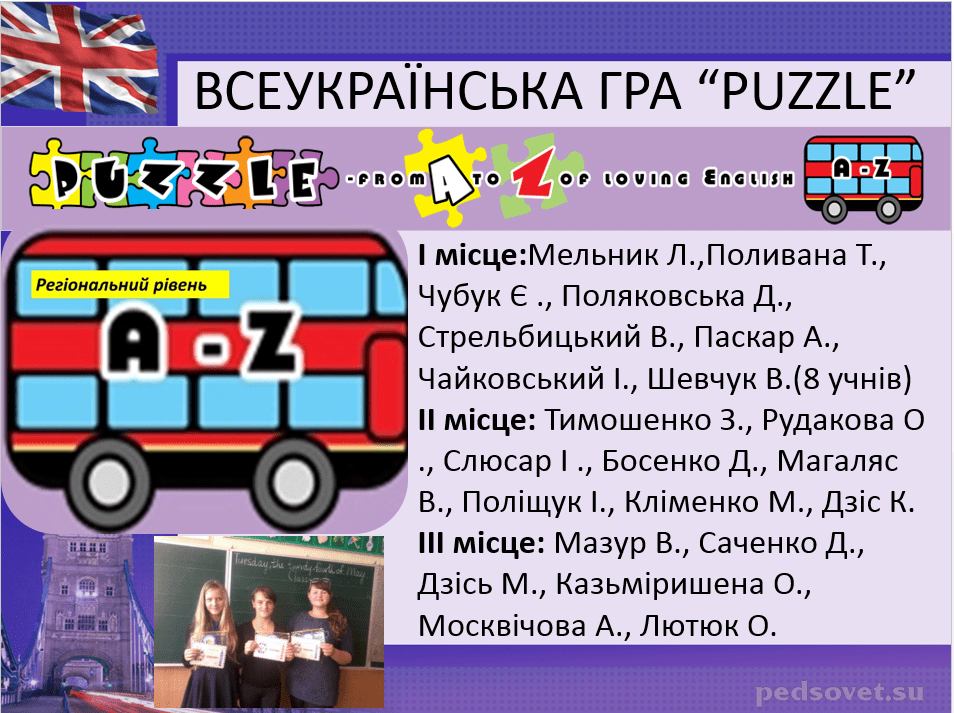 ВСЕУКРАЇНСЬКА ГРА “PUZZLE”
PUZZLE -FROM A TO Z OF LOVING ENGLISH
A-Z
Регіональний рівень
A-Z
І місце:Мельник Л.,Поливана Т.,
Чубук Є ., Поляковська Д.,
Стрельбицький В., Паскар А.,
Чайковський І., Шевчук В.(8 учнів)
ІІ місце: Тимошенко З., Рудакова О
., Слюсар І ., Босенко Д., Магаляс
В., Поліщук І., Кліменко М., Дзіс К.
ІІІ місце: Мазур В., Саченко Д.,
Дзісь М., Казьміришена О.,
Москвічова А., Лютюк О.
Tuesday, the of May
Class
pedsovet.su